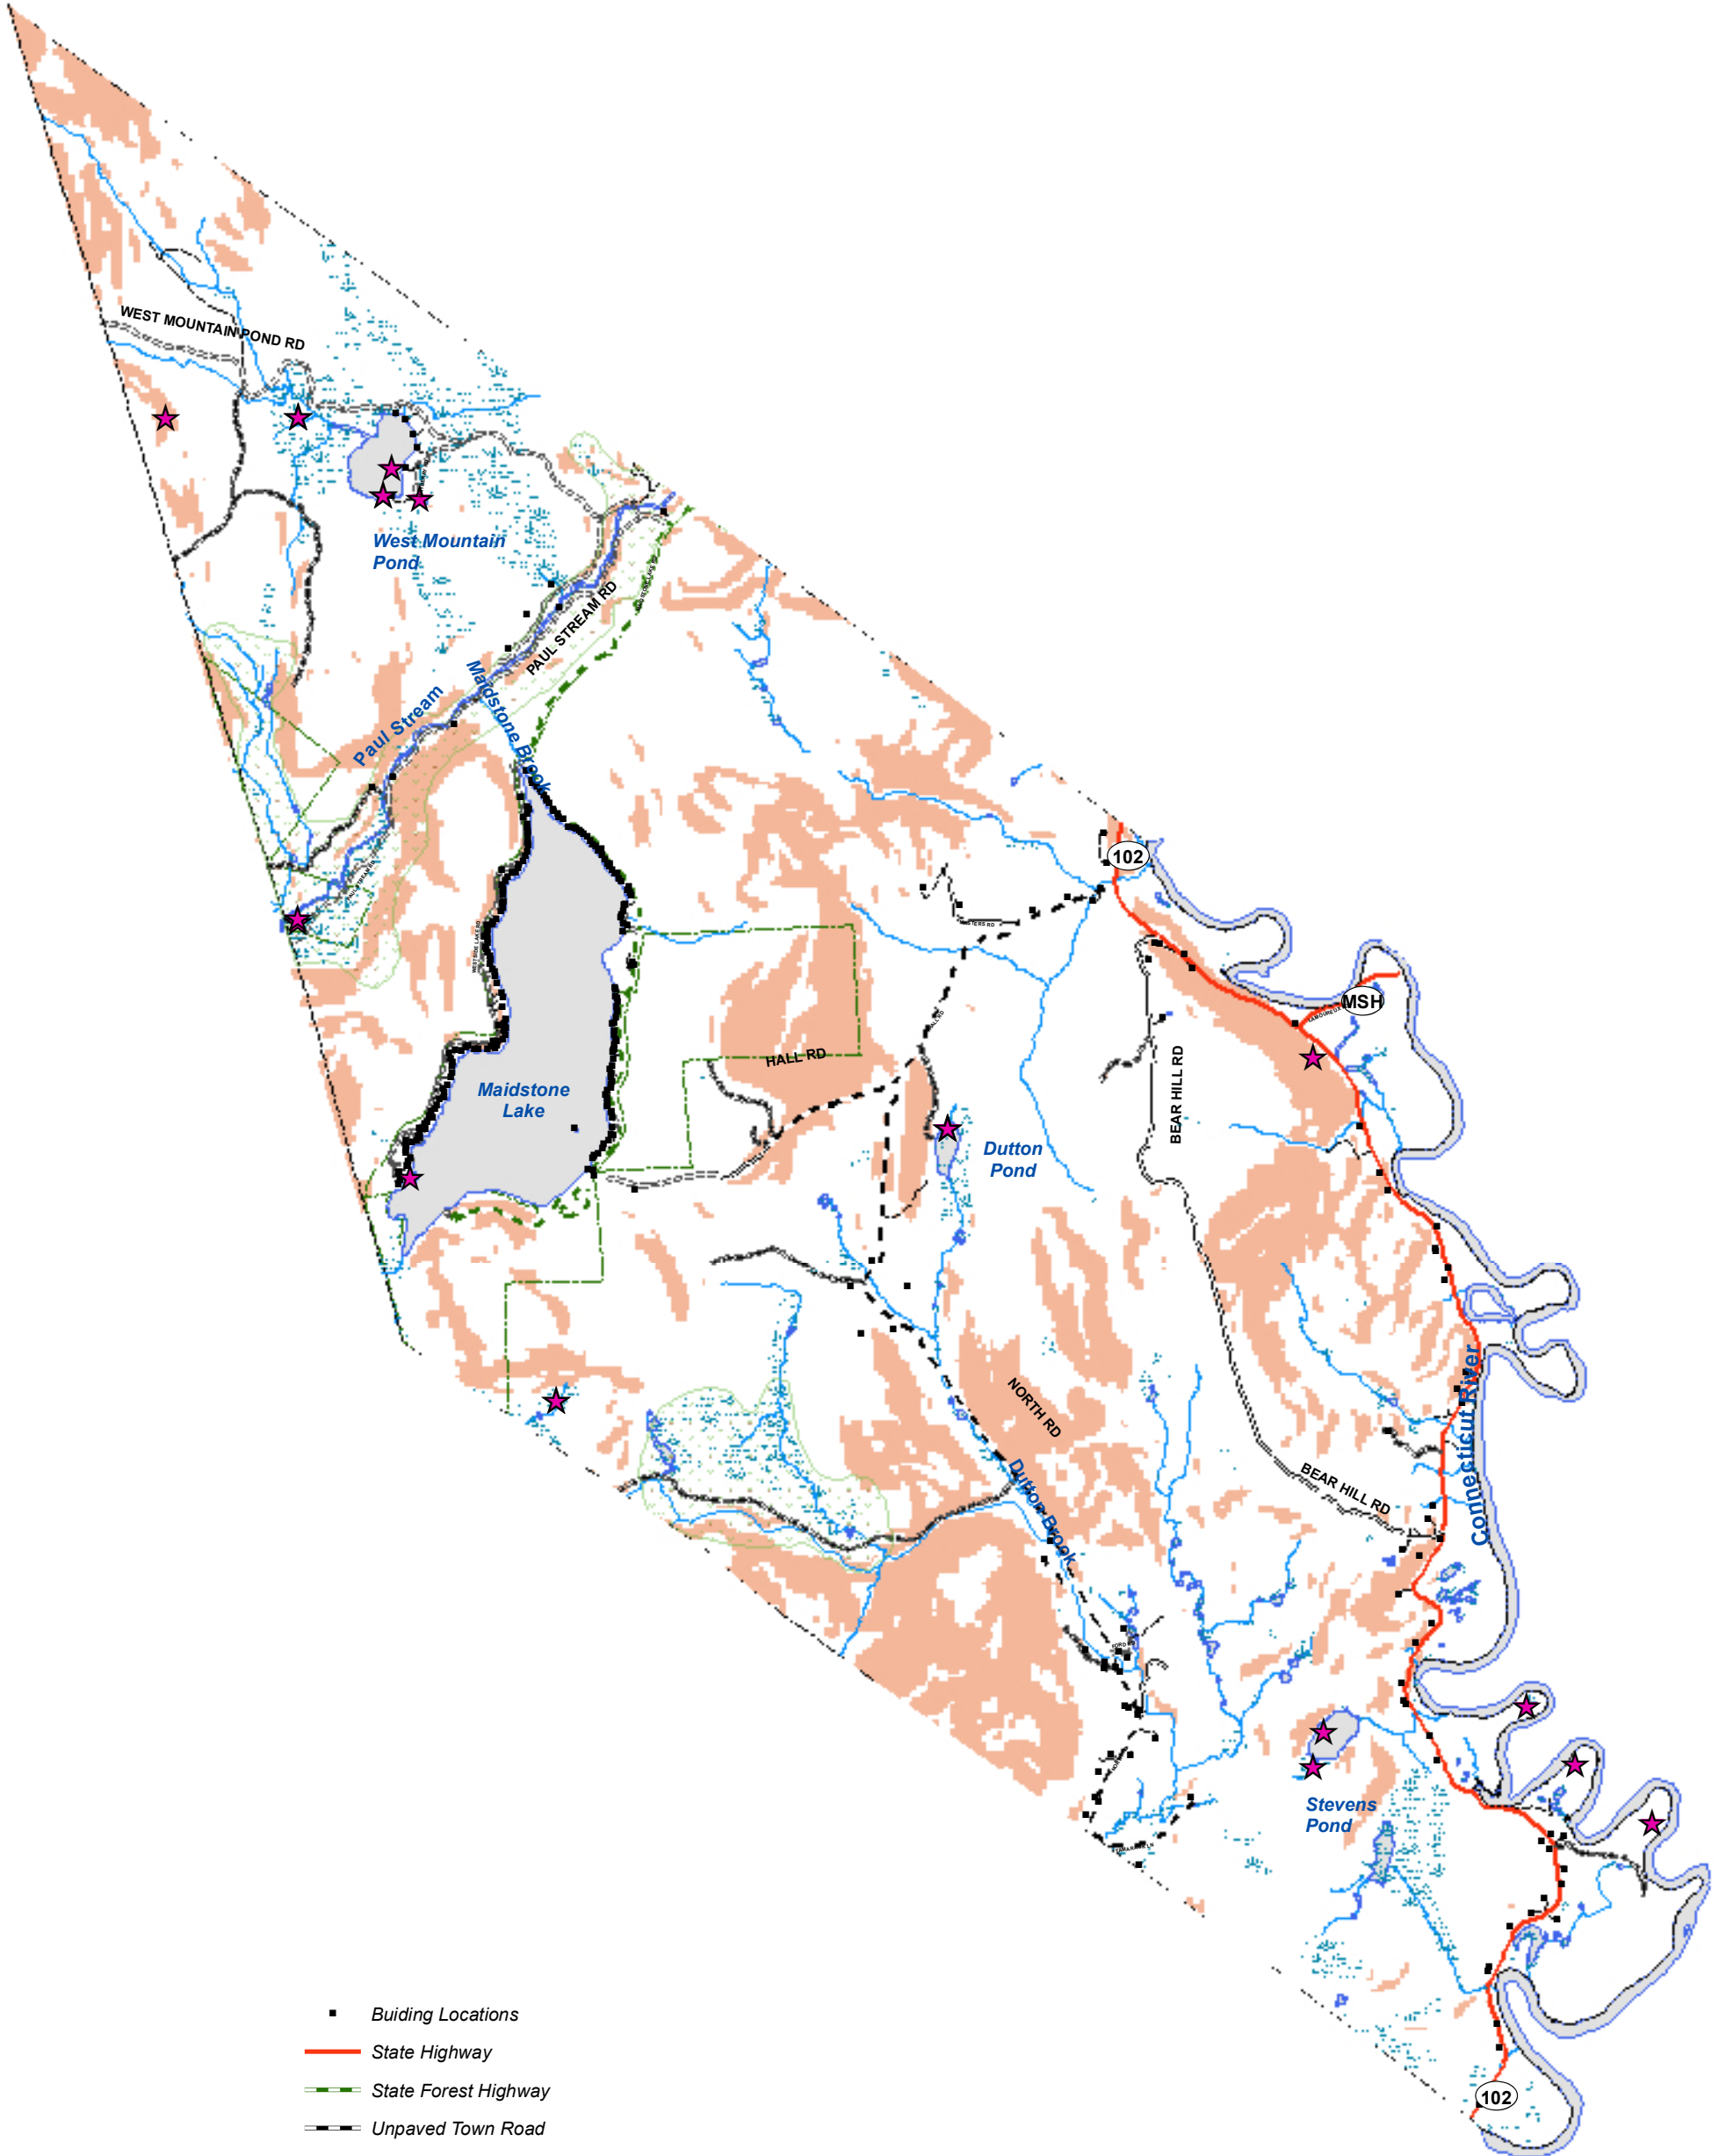 WEST MOUNTAIN POND RD
West Mountain
Pond
PAUL STREAM RD
Maidstone Brook
Paul Stream
102
MSH
HALL RD
BEAR HILL RD
Maidstone
Lake
Dutton
Pond
NORTH RD
Connecticut River
BEAR HILL RD
Dutton Brook
Stevens
Pond
Buiding Locations
State Highway
State Forest Highway
102
Unpaved Town Road